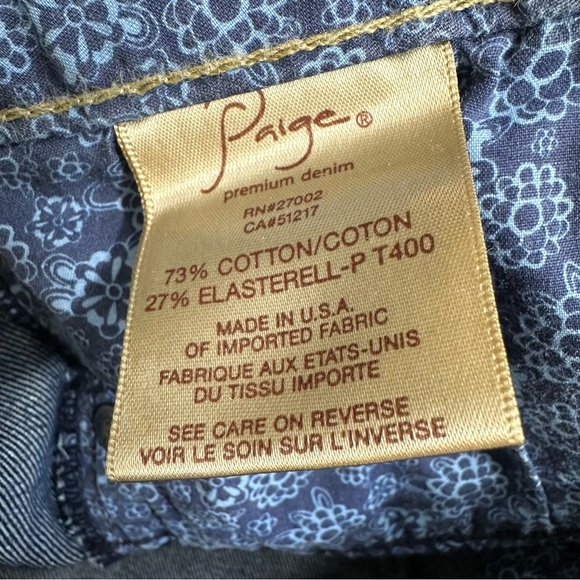 Paige®
premium denim
RN#27002
CA#51217
73% COTTON/COTON
27% ELASTERELL-P T400
MADE IN U.S.A.
OF IMPORTED FABRIC
FABRIQUE AUX ETATS-UNIS
DU TISSU IMPORTE
SEE CARE ON REVERSE
VOIR LE SOIN SUR L'INVERSE